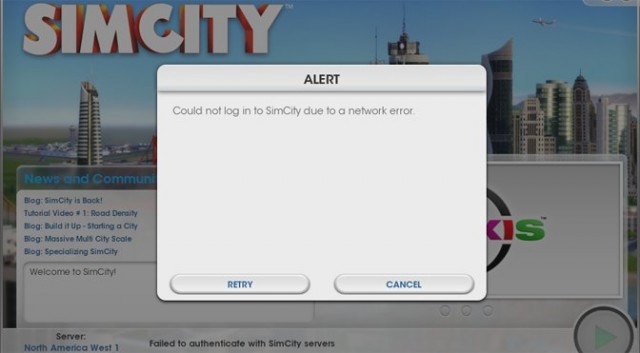 SIMCITY™
ALERT
Could not log in to SimCity due to a network error.
News and Commun
Blog: SimCity is Back!
Tutorial Video # 1: Road Density
Blog: Build it Up - Starting a City
Blog: Massive Multi City Scale
Blog: Specializing SimCity
Welcome to SimCity!
XIS™
RETRY
CANCEL
Server:
North America West 1
Failed to authenticate with SimCity servers